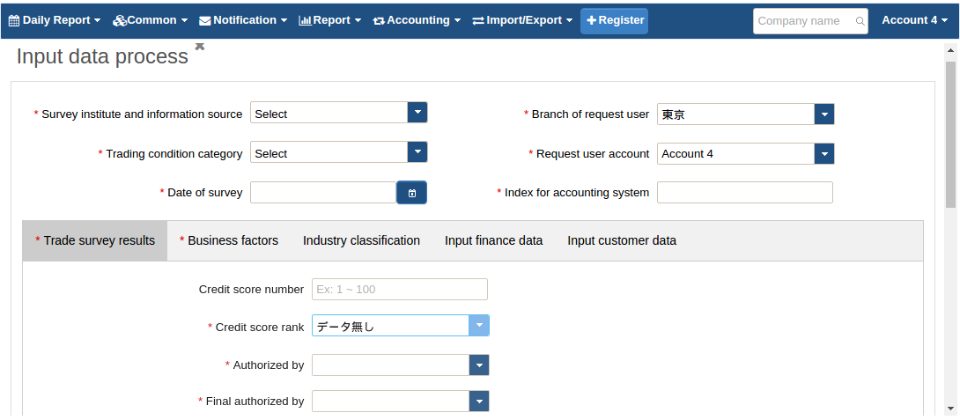 Daily Report Common Notification Report Accounting Import/Export + Register Company name Account 4
Input data process
* Survey institute and information source Select * Branch of request user 東京
* Trading condition category Select * Request user account Account 4
* Date of survey * Index for accounting system
* Trade survey results * Business factors Industry classification Input finance data Input customer data
Credit score number Ex: 1 ~ 100
* Credit score rank データ無し
* Authorized by
* Final authorized by